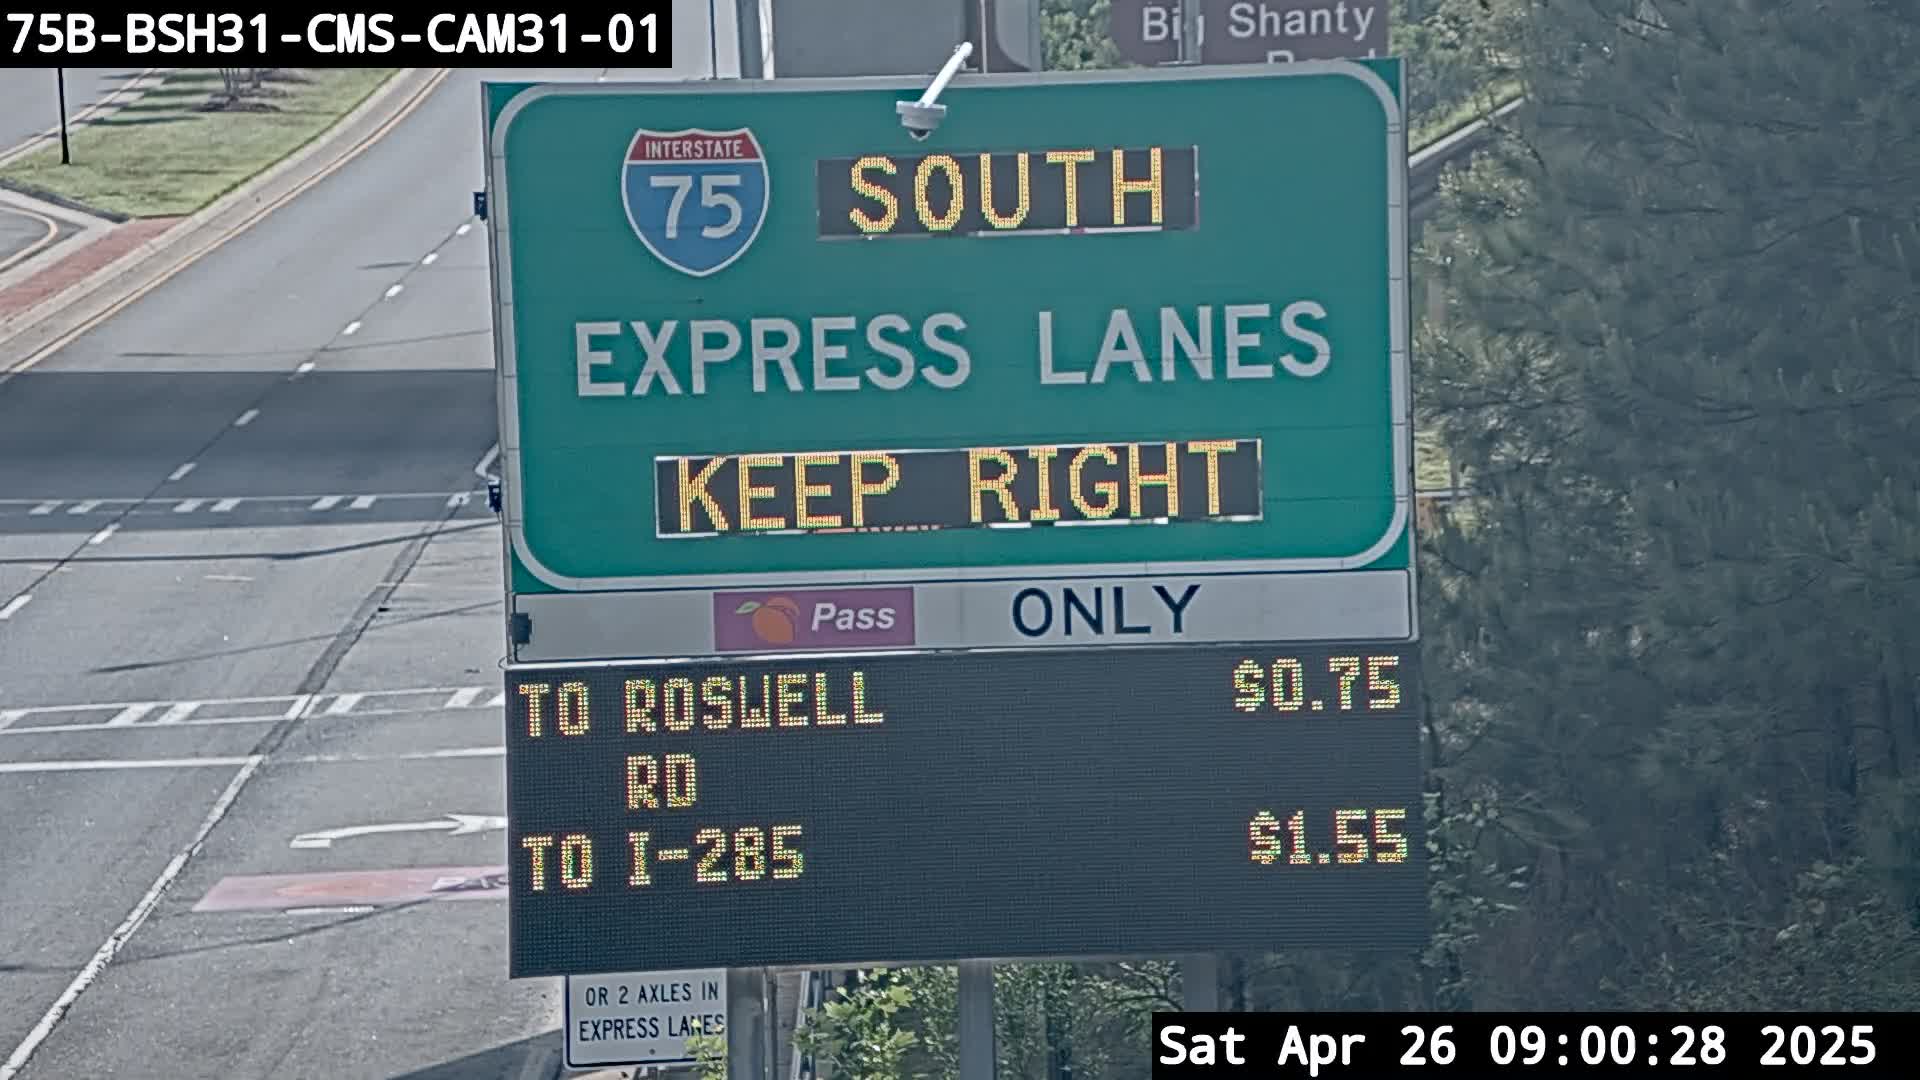 75B-BSH31-CMS-CAM31-01
Big Shanty
INTERSTATE
75
SOUTH
EXPRESS LANES
KEEP RIGHT
Pass ONLY
TO ROSWELL $0.75
RD
TO I-285 $1.55
OR 2 AXLES IN
EXPRESS LANES
Sat Apr 26 09:00:28 2025